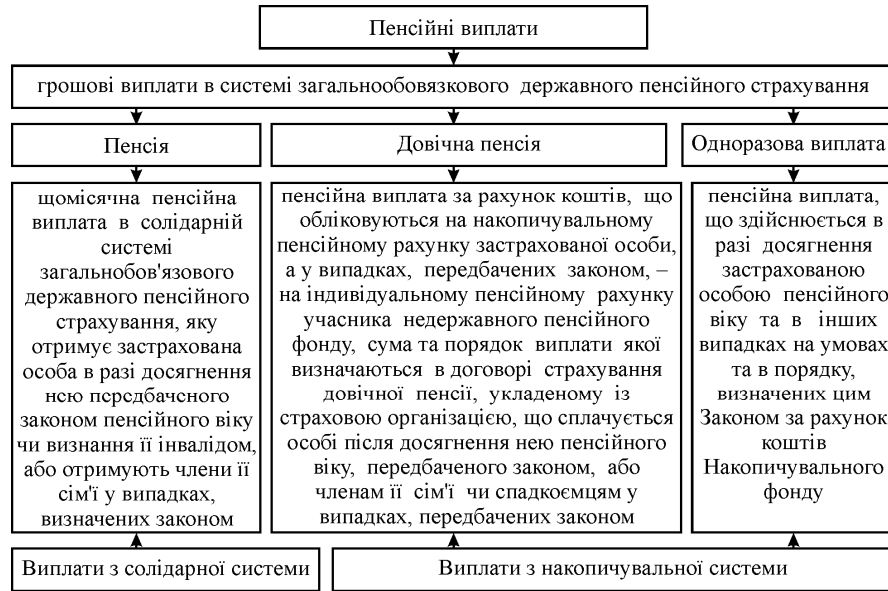 Пенсійні виплати
грошові виплати в системі загальнообовязкового державного пенсійного страхування
Пенсія
Довічна пенсія
Одноразова виплата
щомісячна пенсійна
виплата в солідарній
системі
загальнообов'язового
державного пенсійного
страхування, яку
отримує застрахована
особа в разі досягнення
нею передбаченого
законом пенсійного віку
чи визнання її інвалідом,
або отримують члени її
сім'ї у випадках,
визначених законом
пенсійна виплата за рахунок коштів, що
обліковуються на накопичувальному
пенсійному рахунку застрахованої особи,
а у випадках, передбачених законом, –
на індивідуальному пенсійному рахунку
учасника недержавного пенсійного
фонду, сума та порядок виплати якої
визначаються в договорі страхування
довічної пенсії, укладеному із
страховою організацією, що сплачується
особі після досягнення нею пенсійного
віку, передбаченого законом, або
членам її сім'ї чи спадкоємцям у
випадках, передбачених законом
пенсійна виплата,
що здійснюється в
разі досягнення
застрахованою
особою пенсійного
віку та в інших
випадках на умовах
та в порядку,
визначених цим
Законом за рахунок
коштів
Накопичувального
фонду
Виплати з солідарної системи
Виплати з накопичувальної системи